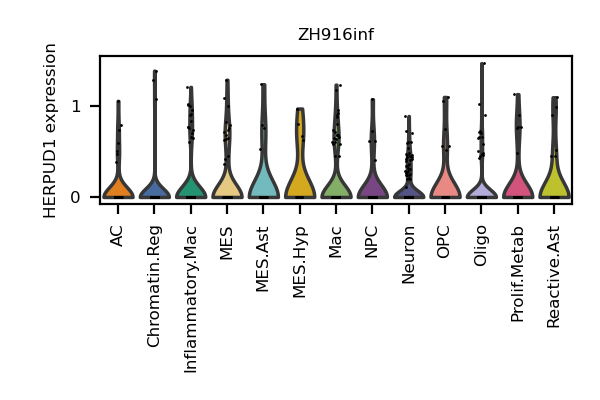 ZH916inf
HERPUD1 expression
1
0
AC
Chromatin.Reg
Inflammatory.Mac
MES
MES.Ast
MES.Hyp
Mac
NPC
Neuron
OPC
Oligo
Prolif.Metab
Reactive.Ast